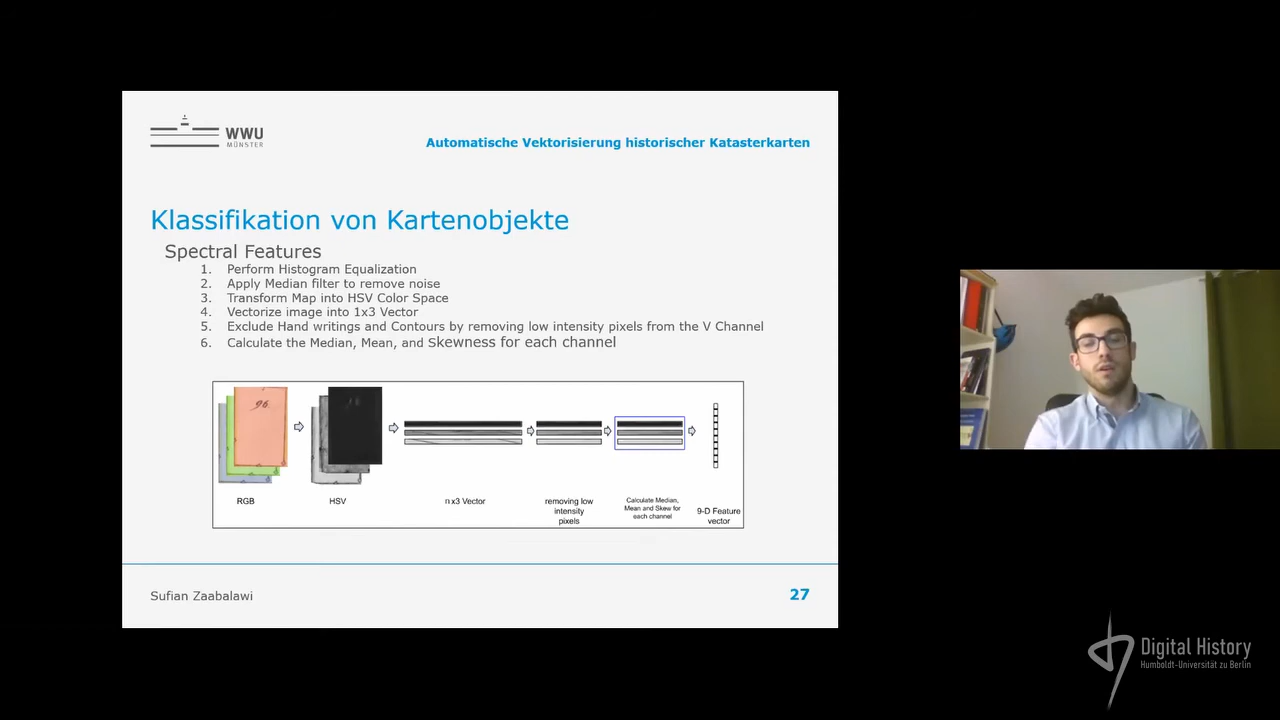 WWU
MÜNSTER
Automatische Vektorisierung historischer Katasterkarten
Klassifikation von Kartenobjekte
Spectral Features
1. Perform Histogram Equalization
2. Apply Median filter to remove noise
3. Transform Map into HSV Color Space
4. Vectorize image into 1x3 Vector
5. Exclude Hand writings and Contours by removing low intensity pixels from the V Channel
6. Calculate the Median, Mean, and Skewness for each channel
96
RGB
HSV
n x3 Vector
removing low
intensity
pixels
Calculate Median,
Mean and Skew for
each channel
9-D Feature
vector
Sufian Zaabalawi
27
Digital History
Humboldt-Universität zu Berlin